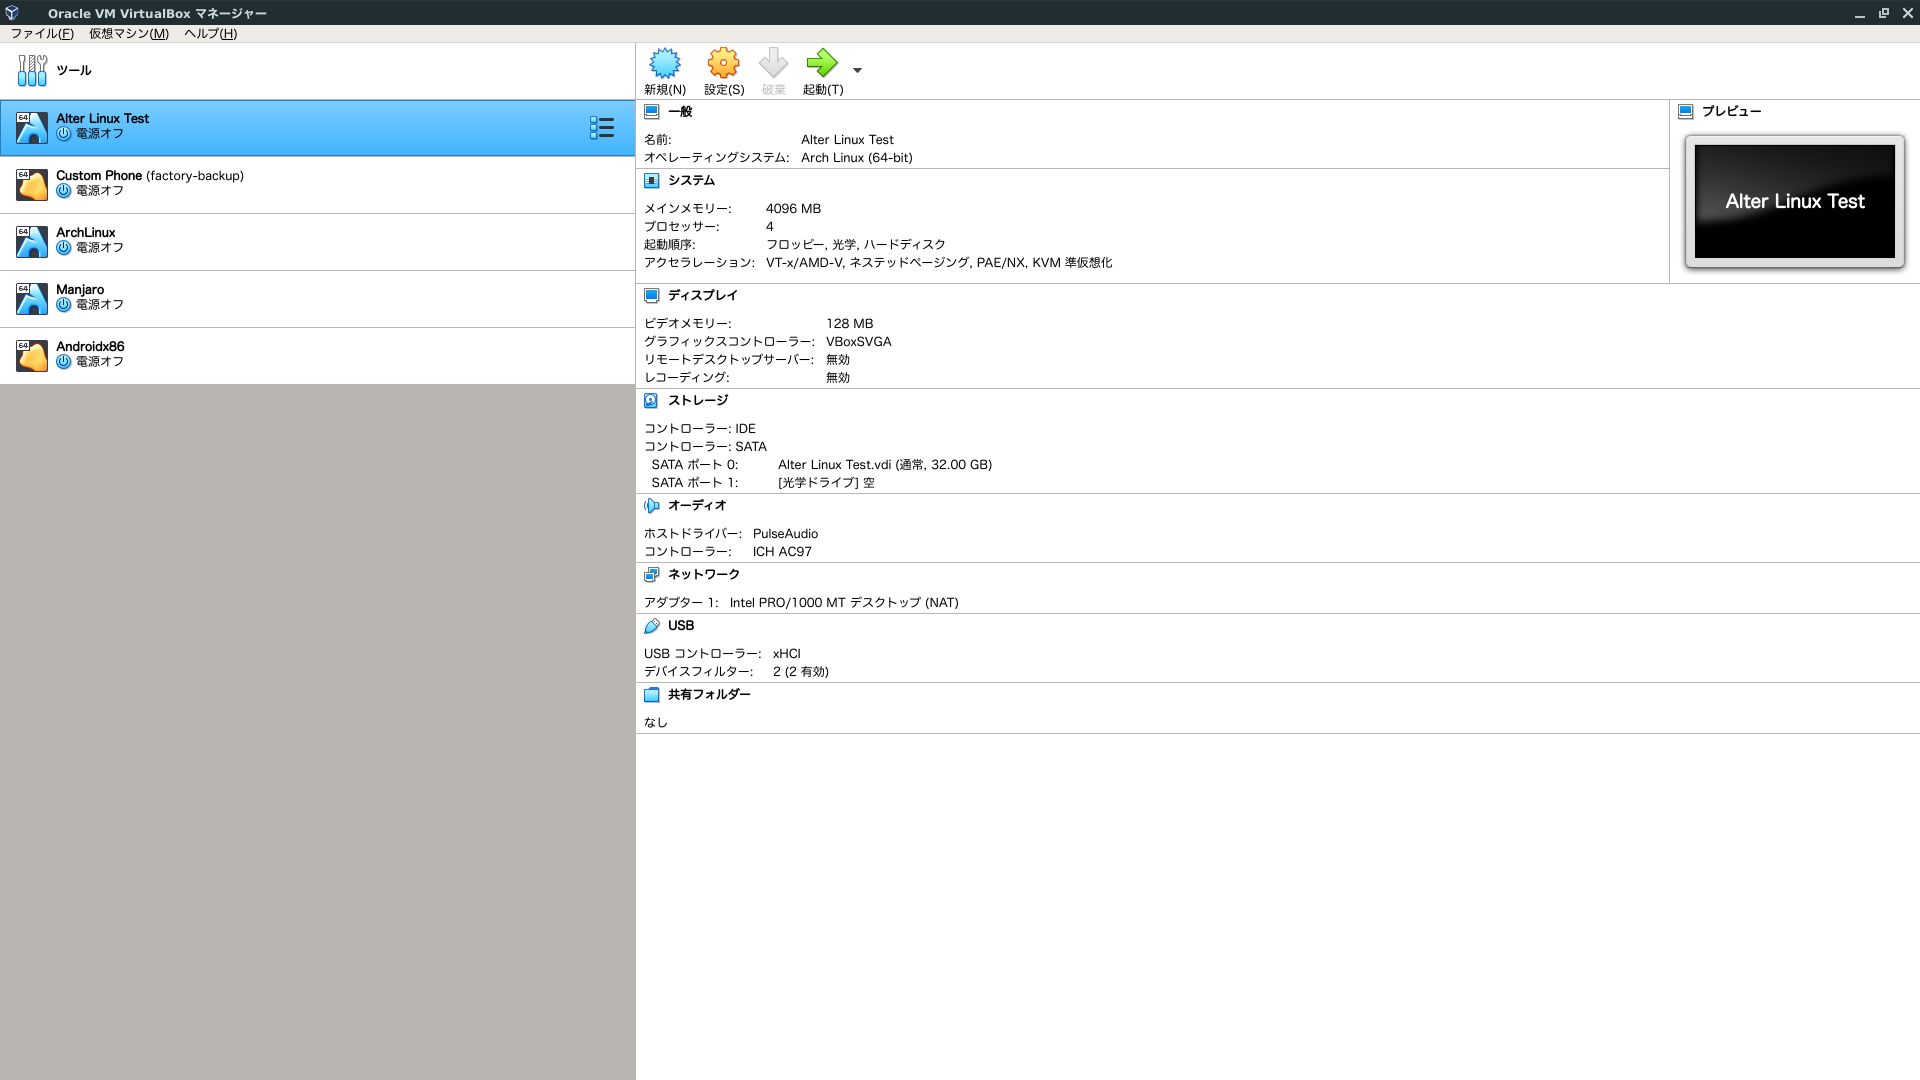 Oracle VM VirtualBox マネージャー
ファイル(F) 仮想マシン(M) ヘルプ(H)
ツール
64
Alter Linux Test
電源オフ
64
Custom Phone (factory-backup)
電源オフ
64
ArchLinux
電源オフ
64
Manjaro
電源オフ
64
Androidx86
電源オフ
新規(N) 設定(S) 破棄 起動(T)
一般
名前: Alter Linux Test
オペレーティングシステム: Arch Linux (64-bit)
システム
メインメモリー: 4096 MB
プロセッサー: 4
起動順序: フロッピー, 光学, ハードディスク
アクセラレーション: VT-x/AMD-V, ネステッドページング, PAE/NX, KVM 準仮想化
プレビュー
Alter Linux Test
ディスプレイ
ビデオメモリー: 128 MB
グラフィックスコントローラー: VBoxSVGA
リモートデスクトップサーバー: 無効
レコーディング: 無効
ストレージ
コントローラー: IDE
コントローラー: SATA
SATA ポート 0: Alter Linux Test.vdi (通常, 32.00 GB)
SATA ポート 1: [光学ドライブ] 空
オーディオ
ホストドライバー: PulseAudio
コントローラー: ICH AC97
ネットワーク
アダプター 1: Intel PRO/1000 MT デスクトップ (NAT)
USB
USB コントローラー: xHCI
デバイスフィルター: 2 (2 有効)
共有フォルダー
なし